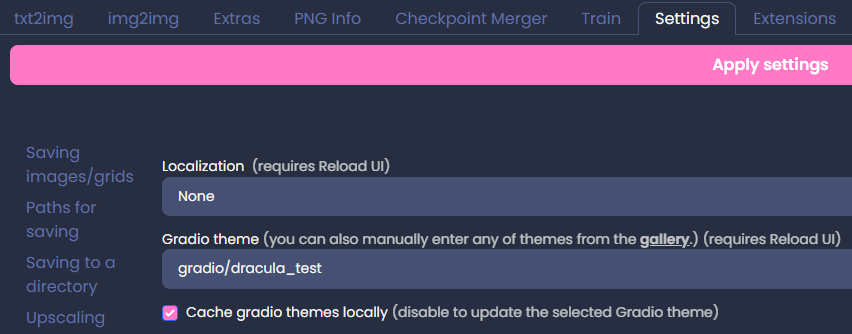 txt2img img2img Extras PNG Info Checkpoint Merger Train Settings Extensions
Apply settings
Saving
images/grids
Paths for
saving
Saving to a
directory
Upscaling
Localization (requires Reload UI)
None
Gradio theme (you can also manually enter any of themes from the gallery.) (requires Reload UI)
gradio/dracula_test
Cache gradio themes locally (disable to update the selected Gradio theme)